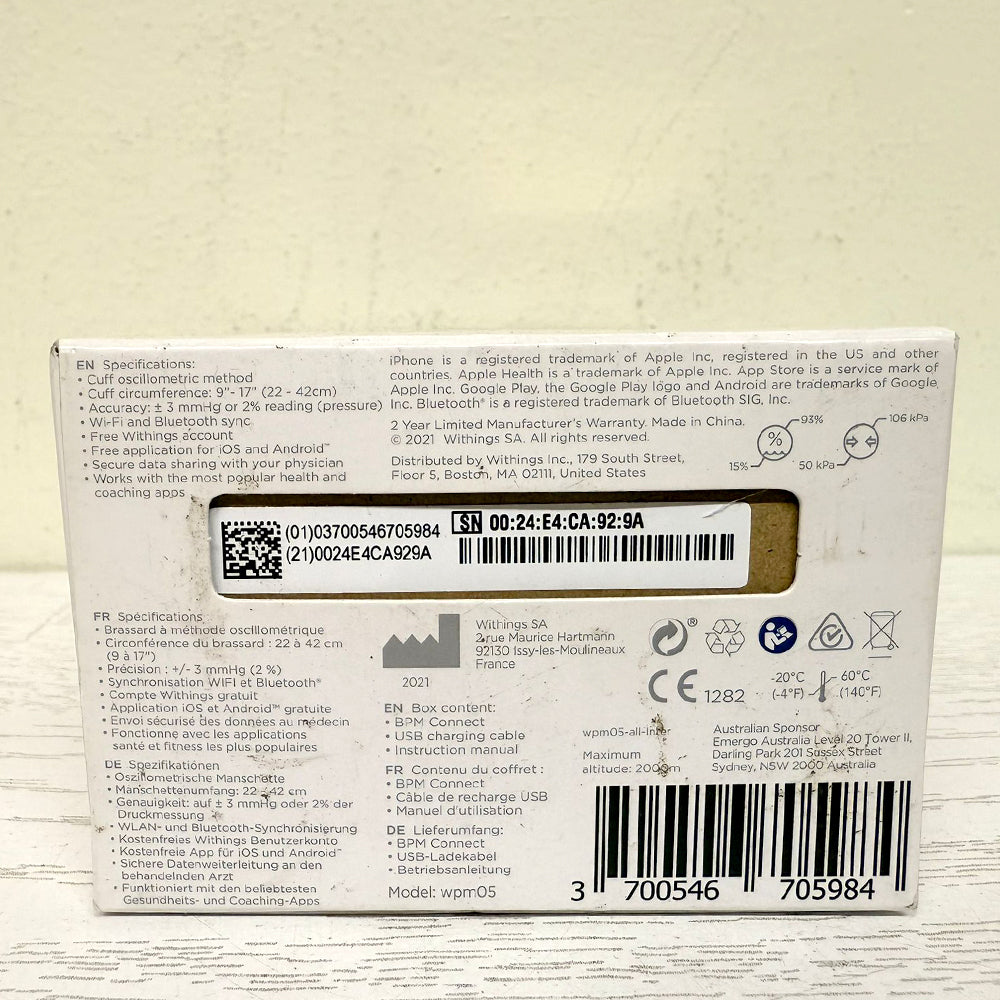 EN Specifications:
• Cuff oscillometric method
• Cuff circumference: 9"- 17" (22 - 42cm)
• Accuracy: ± 3 mmHg or 2% reading (pressure)
• Wi-Fi and Bluetooth sync
• Free Withings account
• Free application for iOS and Android™
• Secure data sharing with your physician
• Works with the most popular health and
coaching apps
iPhone is a registered trademark of Apple Inc, registered in the US and other
countries. Apple Health is a trademark of Apple Inc. App Store is a service mark of
Apple Inc. Google Play, the Google Play logo and Android are trademarks of Google
Inc. Bluetooth® is a registered trademark of Bluetooth SIG, Inc.
2 Year Limited Manufacturer's Warranty. Made in China.
© 2021 Withings SA. All rights reserved.
Distributed by Withings Inc., 179 South Street,
Floor 5, Boston, MA 02111, United States
93%
%
15%
106 kPa
50 kPa
(01)03700546705984
(21)0024E4CA929A
SN 00:24:E4:CA:92:9A
FR Spécifications
• Brassard à méthode oscillométrique
• Circonférence du brassard : 22 à 42 cm
(9 à 17")
• Précision : +/- 3 mmHg (2 %)
• Synchronisation WIFI et Bluetooth®
• Compte Withings gratuit
• Application iOS et Android™ gratuite
• Envoi sécurisé des données au médecin
• Fonctionne avec les applications
santé et fitness les plus populaires
DE Spezifikationen
• Oszillometrische Manschette
• Manschettenumfang: 22 - 42 cm
• Genauigkeit: auf ± 3 mmHg oder 2% der
Druckmessung
• WLAN- und Bluetooth-Synchronisierung
• Kostenfreies Withings Benutzerkonto
• Kostenfreie App für iOS und Android™
• Sichere Datenweiterleitung an den
behandelnden Arzt
• Funktioniert mit den beliebtesten
Gesundheits- und Coaching-Apps
2021
Withings SA
2 rue Maurice Hartmann
92130 Issy-les-Moulineaux
France
EN Box content:
• BPM Connect
• USB charging cable
• Instruction manual
FR Contenu du coffret :
• BPM Connect
• Câble de recharge USB
• Manuel d'utilisation
DE Lieferumfang:
• BPM Connect
• USB-Ladekabel
• Betriebsanleitung
Model: wpm05
®
CE 1282
-20°C
(-4°F)
60°C
(140°F)
wpm05-all-Inter
Maximum
altitude: 2000m
Australian Sponsor
Emergo Australia Level 20 Tower II,
Darling Park 201 Sussex Street
Sydney, NSW 2000 Australia
3 700546 705984